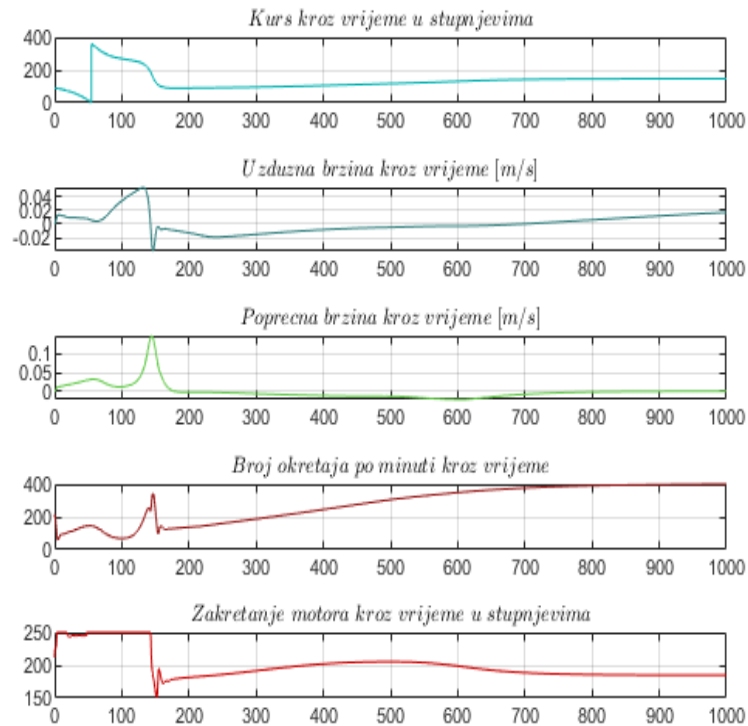 Kurs kroz vrijeme u stupnjevima
400
200
0
0 100 200 300 400 500 600 700 800 900 1000
Uzduzna brzina kroz vrijeme [m/s]
0.04
0.02
0
-0.02
0 100 200 300 400 500 600 700 800 900 1000
Poprecna brzina kroz vrijeme [m/s]
0.1
0.05
0
0 100 200 300 400 500 600 700 800 900 1000
Broj okretaja po minuti kroz vrijeme
400
200
0
0 100 200 300 400 500 600 700 800 900 1000
Zakretanje motora kroz vrijeme u stupnjevima
250
200
150
0 100 200 300 400 500 600 700 800 900 1000